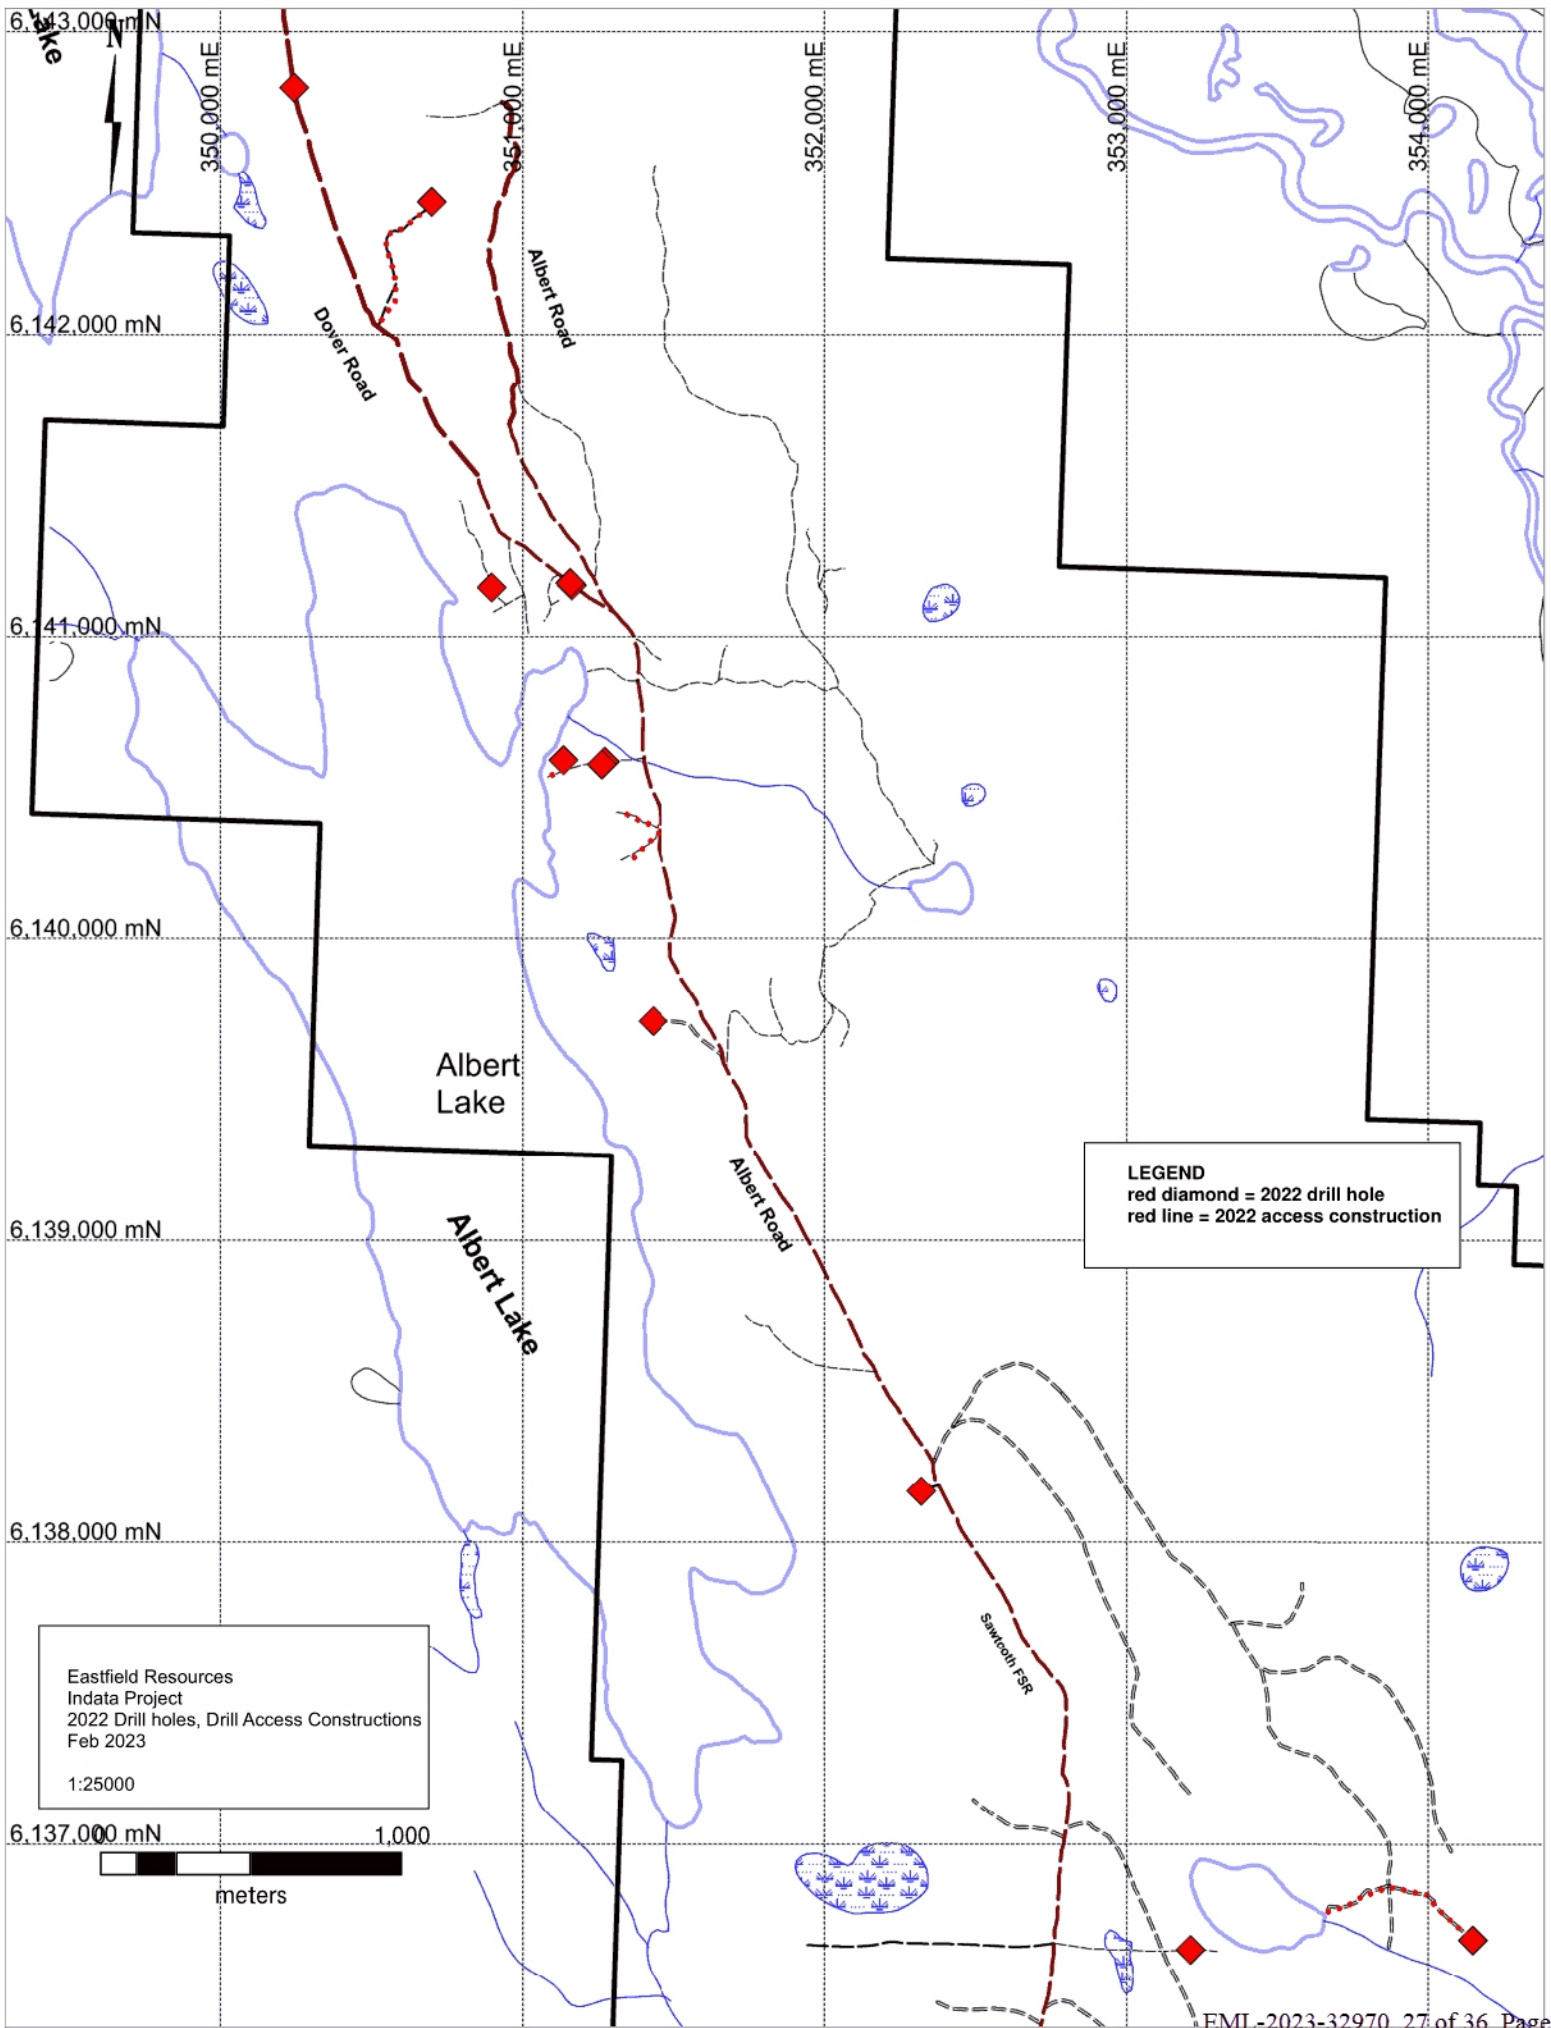 6,143,000 mN
ake
N
350,000 mE
351,000 mE
352,000 mE
353,000 mE
354,000 mE
6,142,000 mN
Dover Road
Albert Road
6,141,000 mN
6,140,000 mN
Albert
Lake
Albert Road
LEGEND
red diamond = 2022 drill hole
red line = 2022 access construction
6,139,000 mN
Albert Lake
6,138,000 mN
Sawtooth FSR
Eastfield Resources
Indata Project
2022 Drill holes, Drill Access Constructions
Feb 2023
1:25000
6,137,000 mN
0 1,000
meters
EML-2023-32970 27 of 36 Page